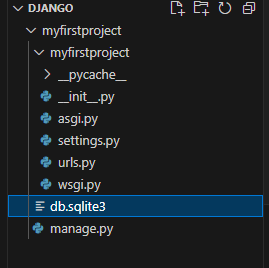 DJANGO
myfirstproject
myfirstproject
__pycache__
__init__.py
asgi.py
settings.py
urls.py
wsgi.py
db.sqlite3
manage.py